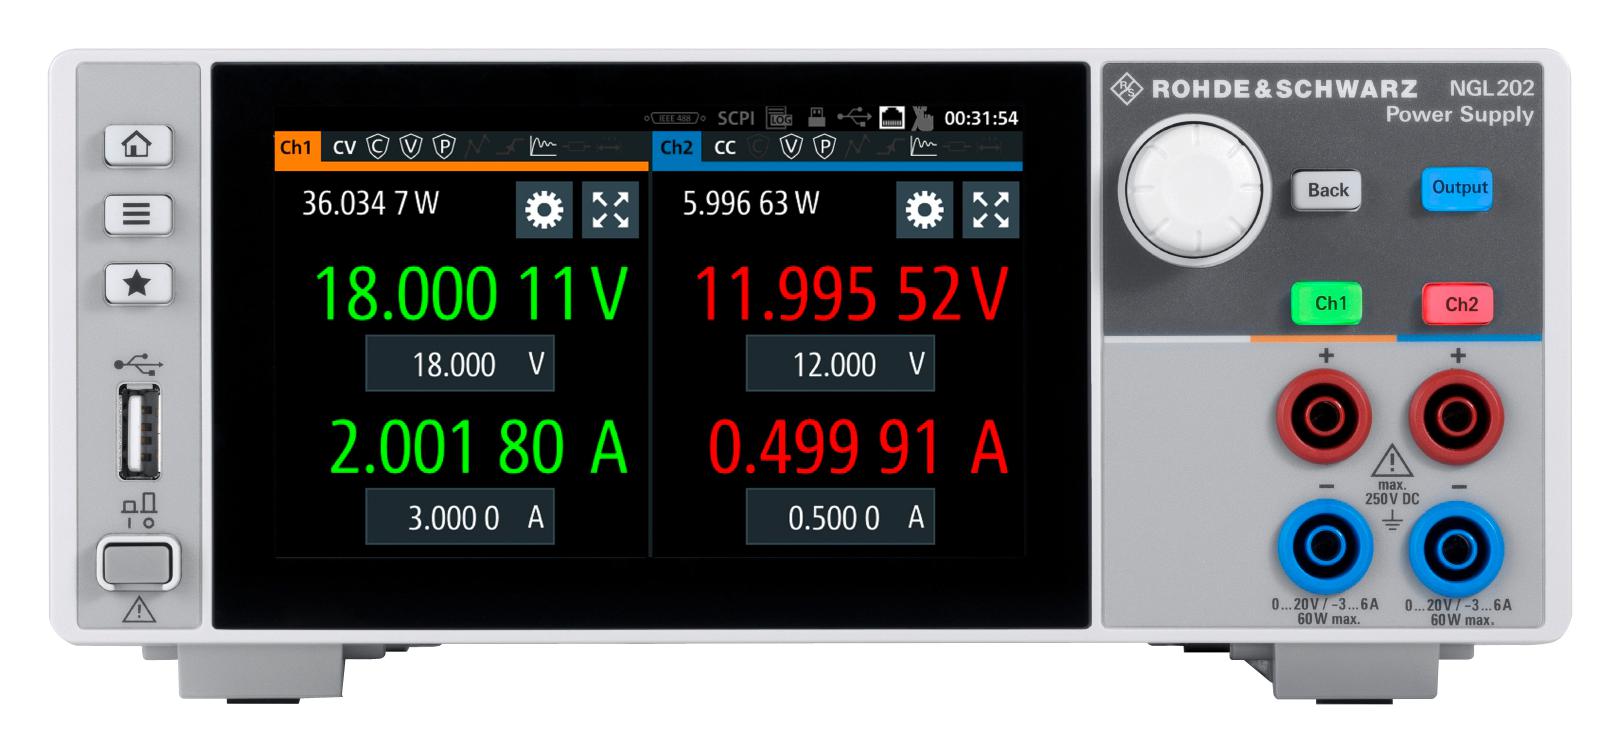 ROHDE&SCHWARZ NGL202
Power Supply
IEEE 488 SCPI LOG 00:31:54
Ch1 CV C V P
Ch2 CC C V P
36.034 7 W
5.996 63 W
18.000 11 V
11.995 52 V
18.000 V
12.000 V
2.001 80 A
0.499 91 A
3.000 0 A
0.500 0 A
Back
Output
Ch1
Ch2
+ +
max.
250V DC
− −
0...20V / −3...6A
60W max.
0...20V / −3...6A
60W max.
I O